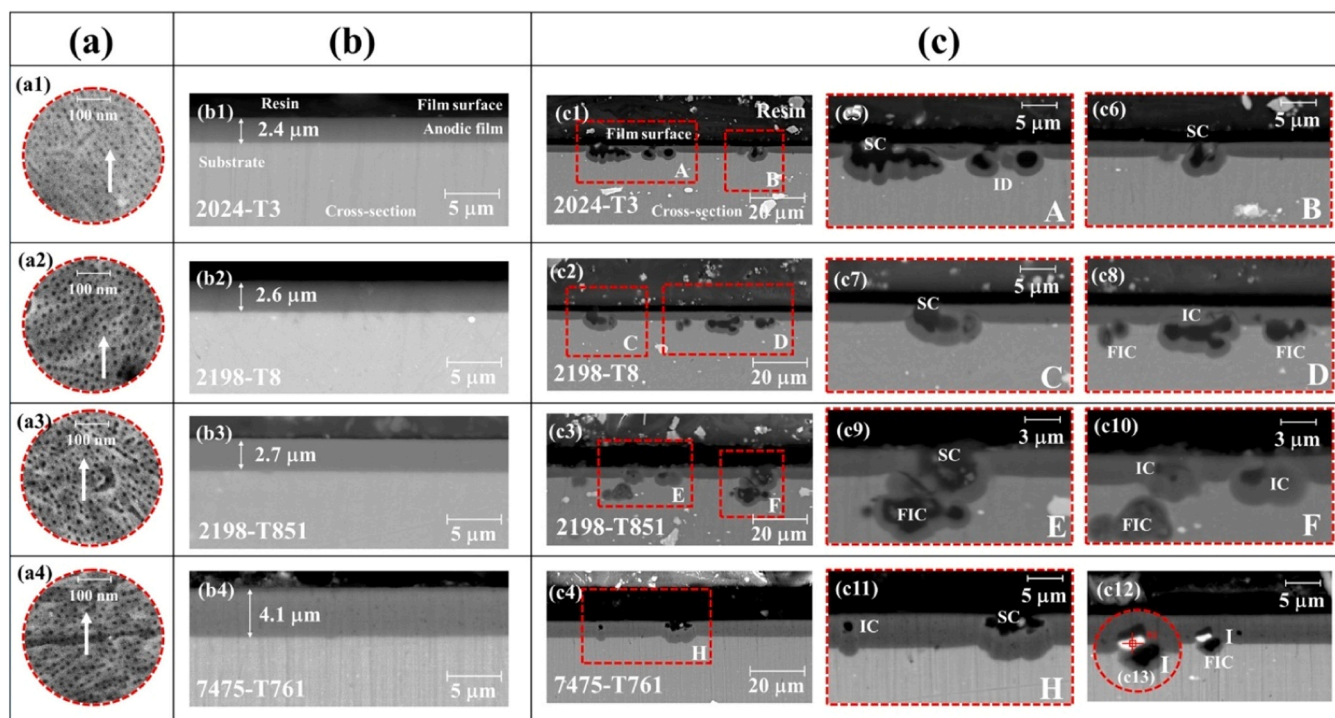 (a)
(b)
(c)
(a1)
100 nm
(b1)
Resin
Film surface
2.4 μm
Anodic film
Substrate
5 μm
2024-T3
Cross-section
(c1)
Resin
Film surface
A
B
20 μm
2024-T3
Cross-section
(c5)
5 μm
SC
ID
A
(c6)
5 μm
SC
B
(a2)
100 nm
(b2)
2.6 μm
5 μm
2198-T8
(c2)
C
D
20 μm
2198-T8
(c7)
5 μm
SC
C
(c8)
IC
FIC
FIC
D
(a3)
100 nm
(b3)
2.7 μm
5 μm
2198-T851
(c3)
E
F
20 μm
2198-T851
(c9)
3 μm
SC
FIC
E
(c10)
3 μm
IC
IC
FIC
F
(a4)
100 nm
(b4)
4.1 μm
5 μm
7475-T761
(c4)
H
20 μm
7475-T761
(c11)
5 μm
IC
SC
H
(c12)
5 μm
I
I
FIC
(c13)